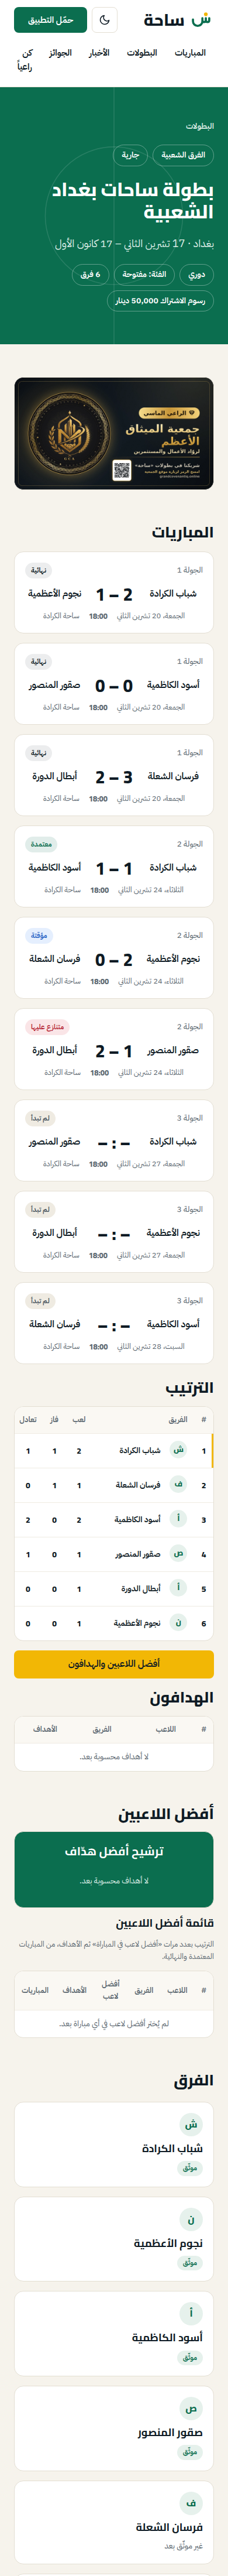 ساحة
حمّل التطبيق
المباريات البطولات الأخبار الجوائز كن راعياً
البطولات
الفرق الشعبية جارية
بطولة ساحات بغداد
الشعبية
بغداد · 17 تشرين الثاني – 17 كانون الأول
دوري الفئة: مفتوحة 6 فرق
رسوم الاشتراك 50,000 دينار
الراعي الماسي
جمعية الميثاق
الأعظم
لروّاد الأعمال والمستثمرين
المباريات
الجولة 1 نهائية
شباب الكرادة 2 – 1 نجوم الأعظمية
الجمعة، 20 تشرين الثاني 18:00 ساحة الكرادة
الجولة 1 نهائية
أسود الكاظمية 0 – 0 صقور المنصور
الجمعة، 20 تشرين الثاني 18:00 ساحة الكرادة
الجولة 1 نهائية
فرسان الشعلة 3 – 2 أبطال الدورة
الجمعة، 20 تشرين الثاني 18:00 ساحة الكرادة
الجولة 2 معتمدة
شباب الكرادة 1 – 1 أسود الكاظمية
الثلاثاء، 24 تشرين الثاني 18:00 ساحة الكرادة
الجولة 2 مؤقتة
نجوم الأعظمية 2 – 0 فرسان الشعلة
الثلاثاء، 24 تشرين الثاني 18:00 ساحة الكرادة
الجولة 2 متنازع عليها
صقور المنصور 1 – 2 أبطال الدورة
الثلاثاء، 24 تشرين الثاني 18:00 ساحة الكرادة
الجولة 3 لم تبدأ
شباب الكرادة – : – صقور المنصور
الجمعة، 27 تشرين الثاني 18:00 ساحة الكرادة
الجولة 3 لم تبدأ
نجوم الأعظمية – : – أبطال الدورة
الجمعة، 27 تشرين الثاني 18:00 ساحة الكرادة
الجولة 3 لم تبدأ
أسود الكاظمية – : – فرسان الشعلة
السبت، 28 تشرين الثاني 18:00 ساحة الكرادة
الترتيب
# الفريق لعب فاز تعادل
1 ش شباب الكرادة 2 1 1
2 ف فرسان الشعلة 1 1 0
3 أ أسود الكاظمية 2 0 2
4 ص صقور المنصور 1 0 1
5 أ أبطال الدورة 1 0 0
6 ن نجوم الأعظمية 1 0 0
أفضل اللاعبين والهدافون
الهدافون
# اللاعب الفريق الأهداف
لا أهداف محسوبة بعد.
أفضل اللاعبين
ترشيح أفضل هدّاف
لا أهداف محسوبة بعد.
قائمة أفضل اللاعبين
الترتيب بعدد مرات «أفضل لاعب في المباراة» ثم الأهداف، من المباريات
المعتمدة والنهائية.
# اللاعب الفريق أفضل لاعب الأهداف المباريات
لم يُختر أفضل لاعب في أي مباراة بعد.
الفرق
ش
شباب الكرادة
موثّق
ن
نجوم الأعظمية
موثّق
أ
أسود الكاظمية
موثّق
ص
صقور المنصور
موثّق
ف
فرسان الشعلة
غير موثّق بعد